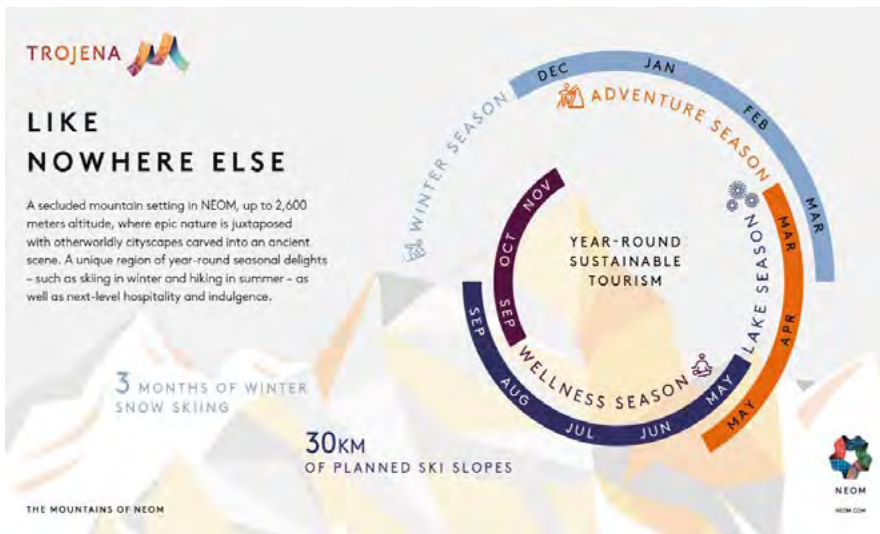 TROJENA
LIKE
NOWHERE ELSE
A secluded mountain setting in NEOM, up to 2,600
meters altitude, where epic nature is juxtaposed
with otherworldly cityscapes carved into an ancient
scene. A unique region of year-round seasonal delights
– such as skiing in winter and hiking in summer – as
well as next-level hospitality and indulgence.
3 MONTHS OF WINTER
SNOW SKIING
30KM
OF PLANNED SKI SLOPES
THE MOUNTAINS OF NEOM
WINTER SEASON
DEC
JAN
FEB
MAR
ADVENTURE SEASON
MAR
APR
MAY
LAKE SEASON
MAY
JUN
JUL
AUG
SEP
WELLNESS SEASON
SEP
OCT
NOV
YEAR-ROUND
SUSTAINABLE
TOURISM
NEOM
NEOM.COM